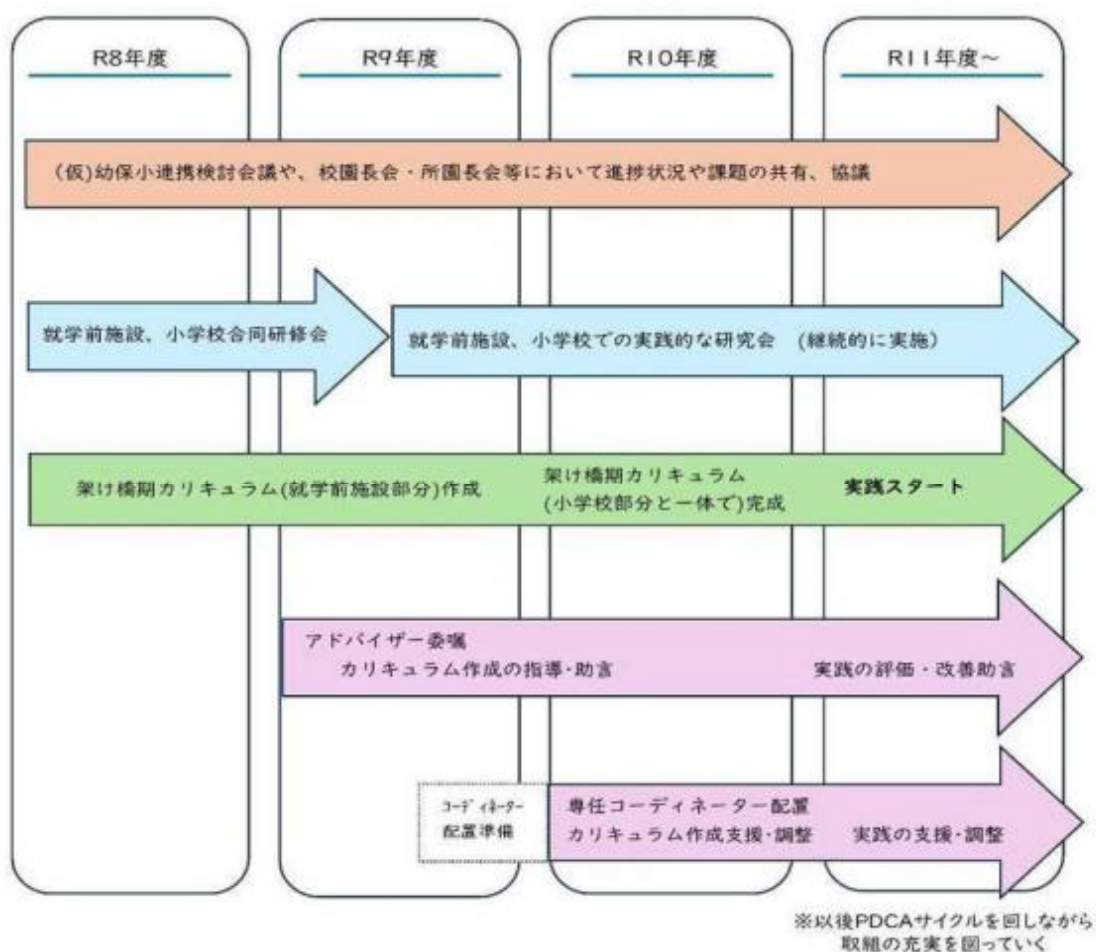 R8年度
R9年度
R10年度
R11年度～
(仮)幼保小連携検討会議や、校園長会・所園長会等において進捗状況や課題の共有、協議
就学前施設、小学校合同研修会
就学前施設、小学校での実践的な研究会　(継続的に実施)
架け橋期カリキュラム(就学前施設部分)作成
架け橋期カリキュラム
(小学校部分と一体で)完成
実践スタート
アドバイザー委嘱
カリキュラム作成の指導・助言
実践の評価・改善助言
ｺｰﾃﾞｨﾈｰﾀｰ
配置準備
専任コーディネーター配置
カリキュラム作成支援・調整
実践の支援・調整
※以後PDCAサイクルを回しながら
取組の充実を図っていく